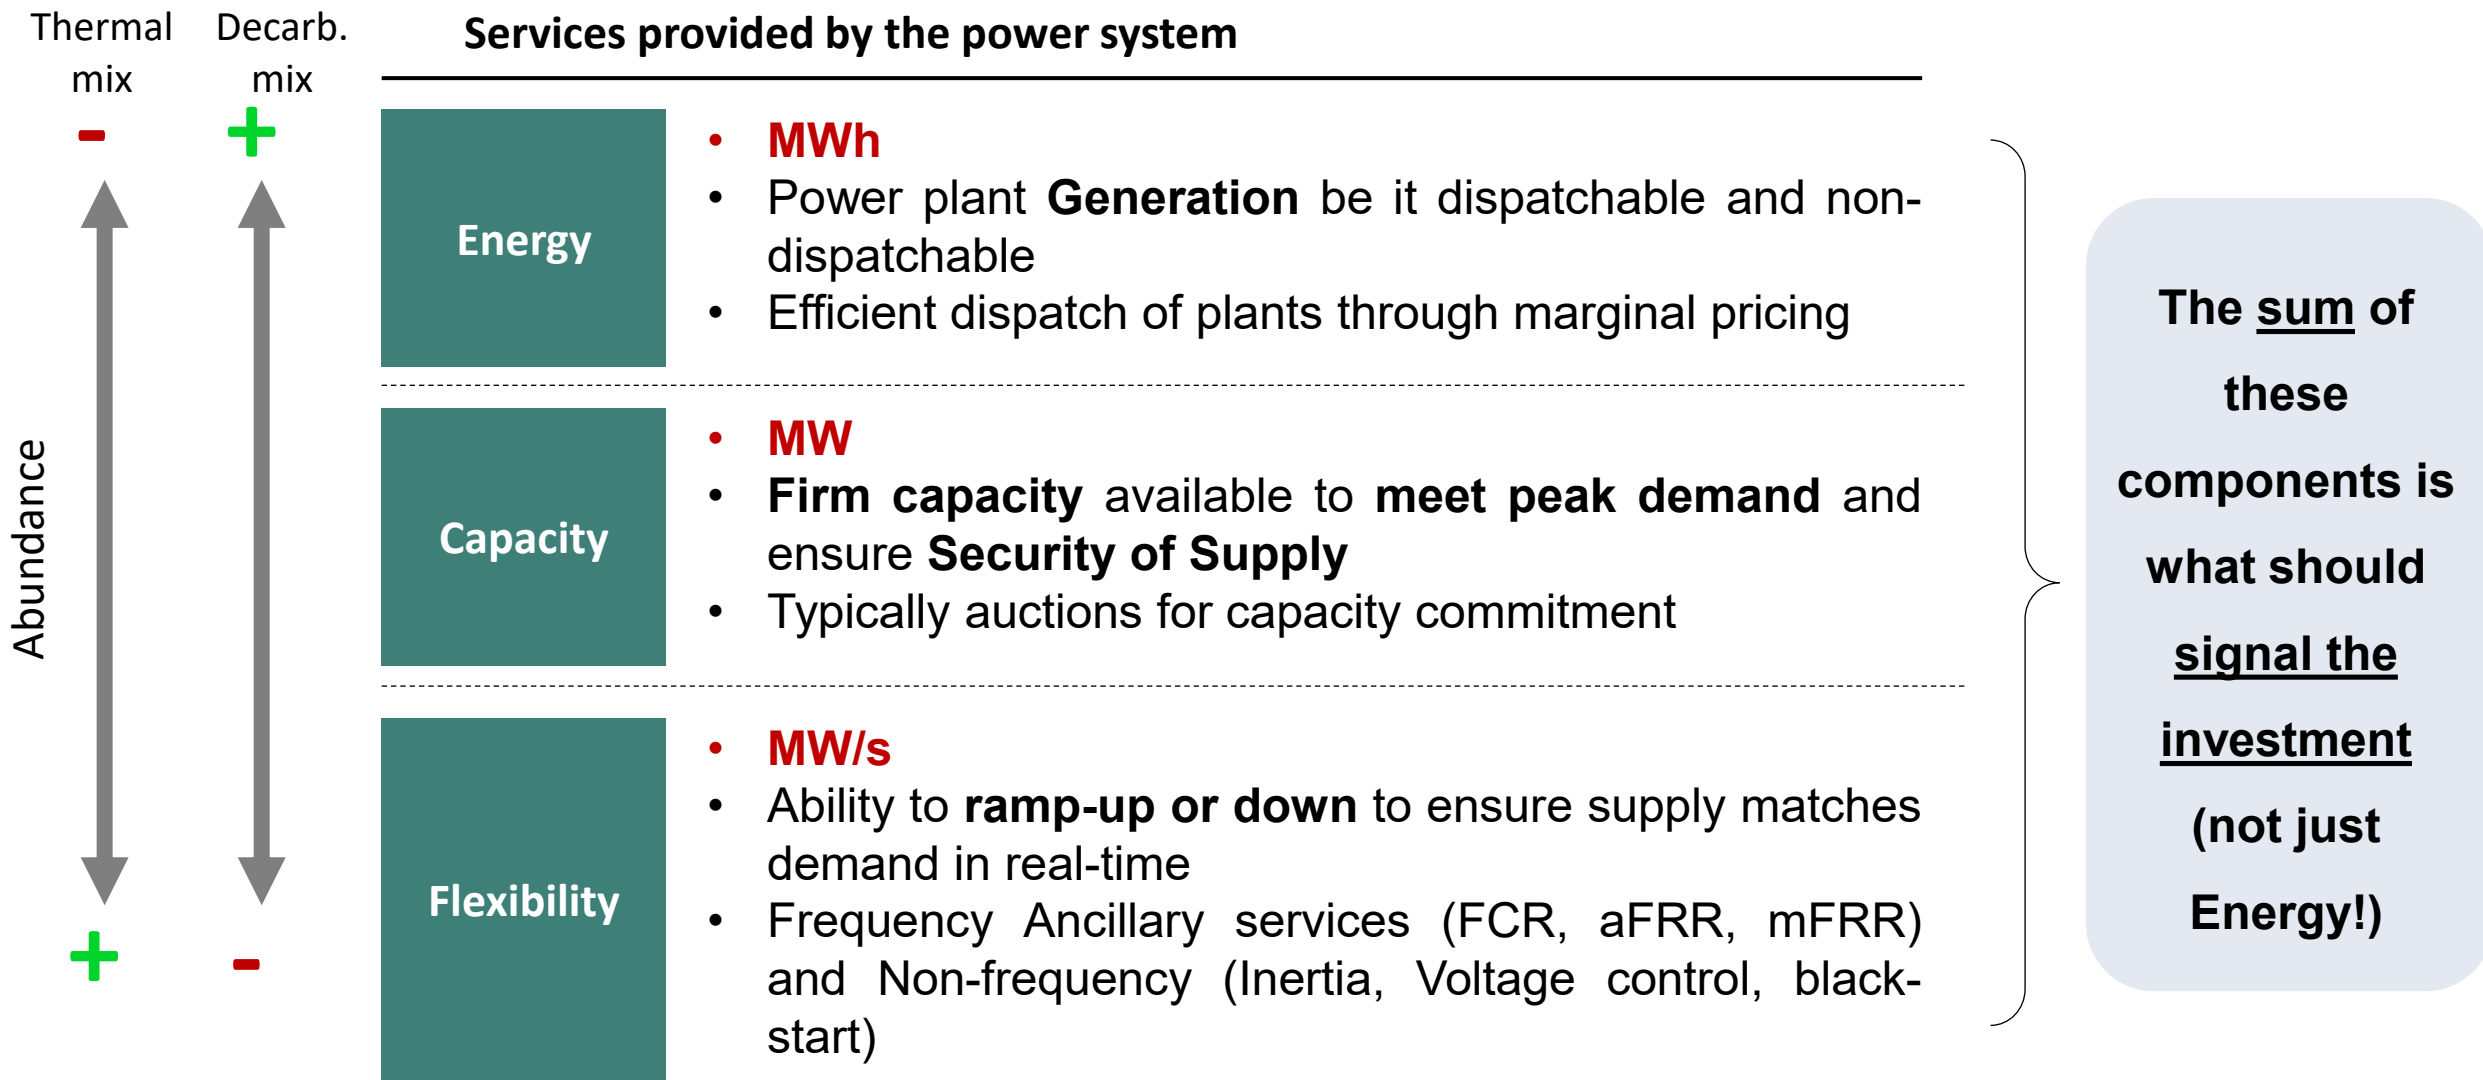 Thermal mix
Decarb. mix
Services provided by the power system
-
+
Abundance
+
-
Energy
• MWh
• Power plant Generation be it dispatchable and non-
dispatchable
• Efficient dispatch of plants through marginal pricing
Capacity
• MW
• Firm capacity available to meet peak demand and
ensure Security of Supply
• Typically auctions for capacity commitment
Flexibility
• MW/s
• Ability to ramp-up or down to ensure supply matches
demand in real-time
• Frequency Ancillary services (FCR, aFRR, mFRR)
and Non-frequency (Inertia, Voltage control, black-
start)
The sum of
these
components is
what should
signal the
investment
(not just
Energy!)